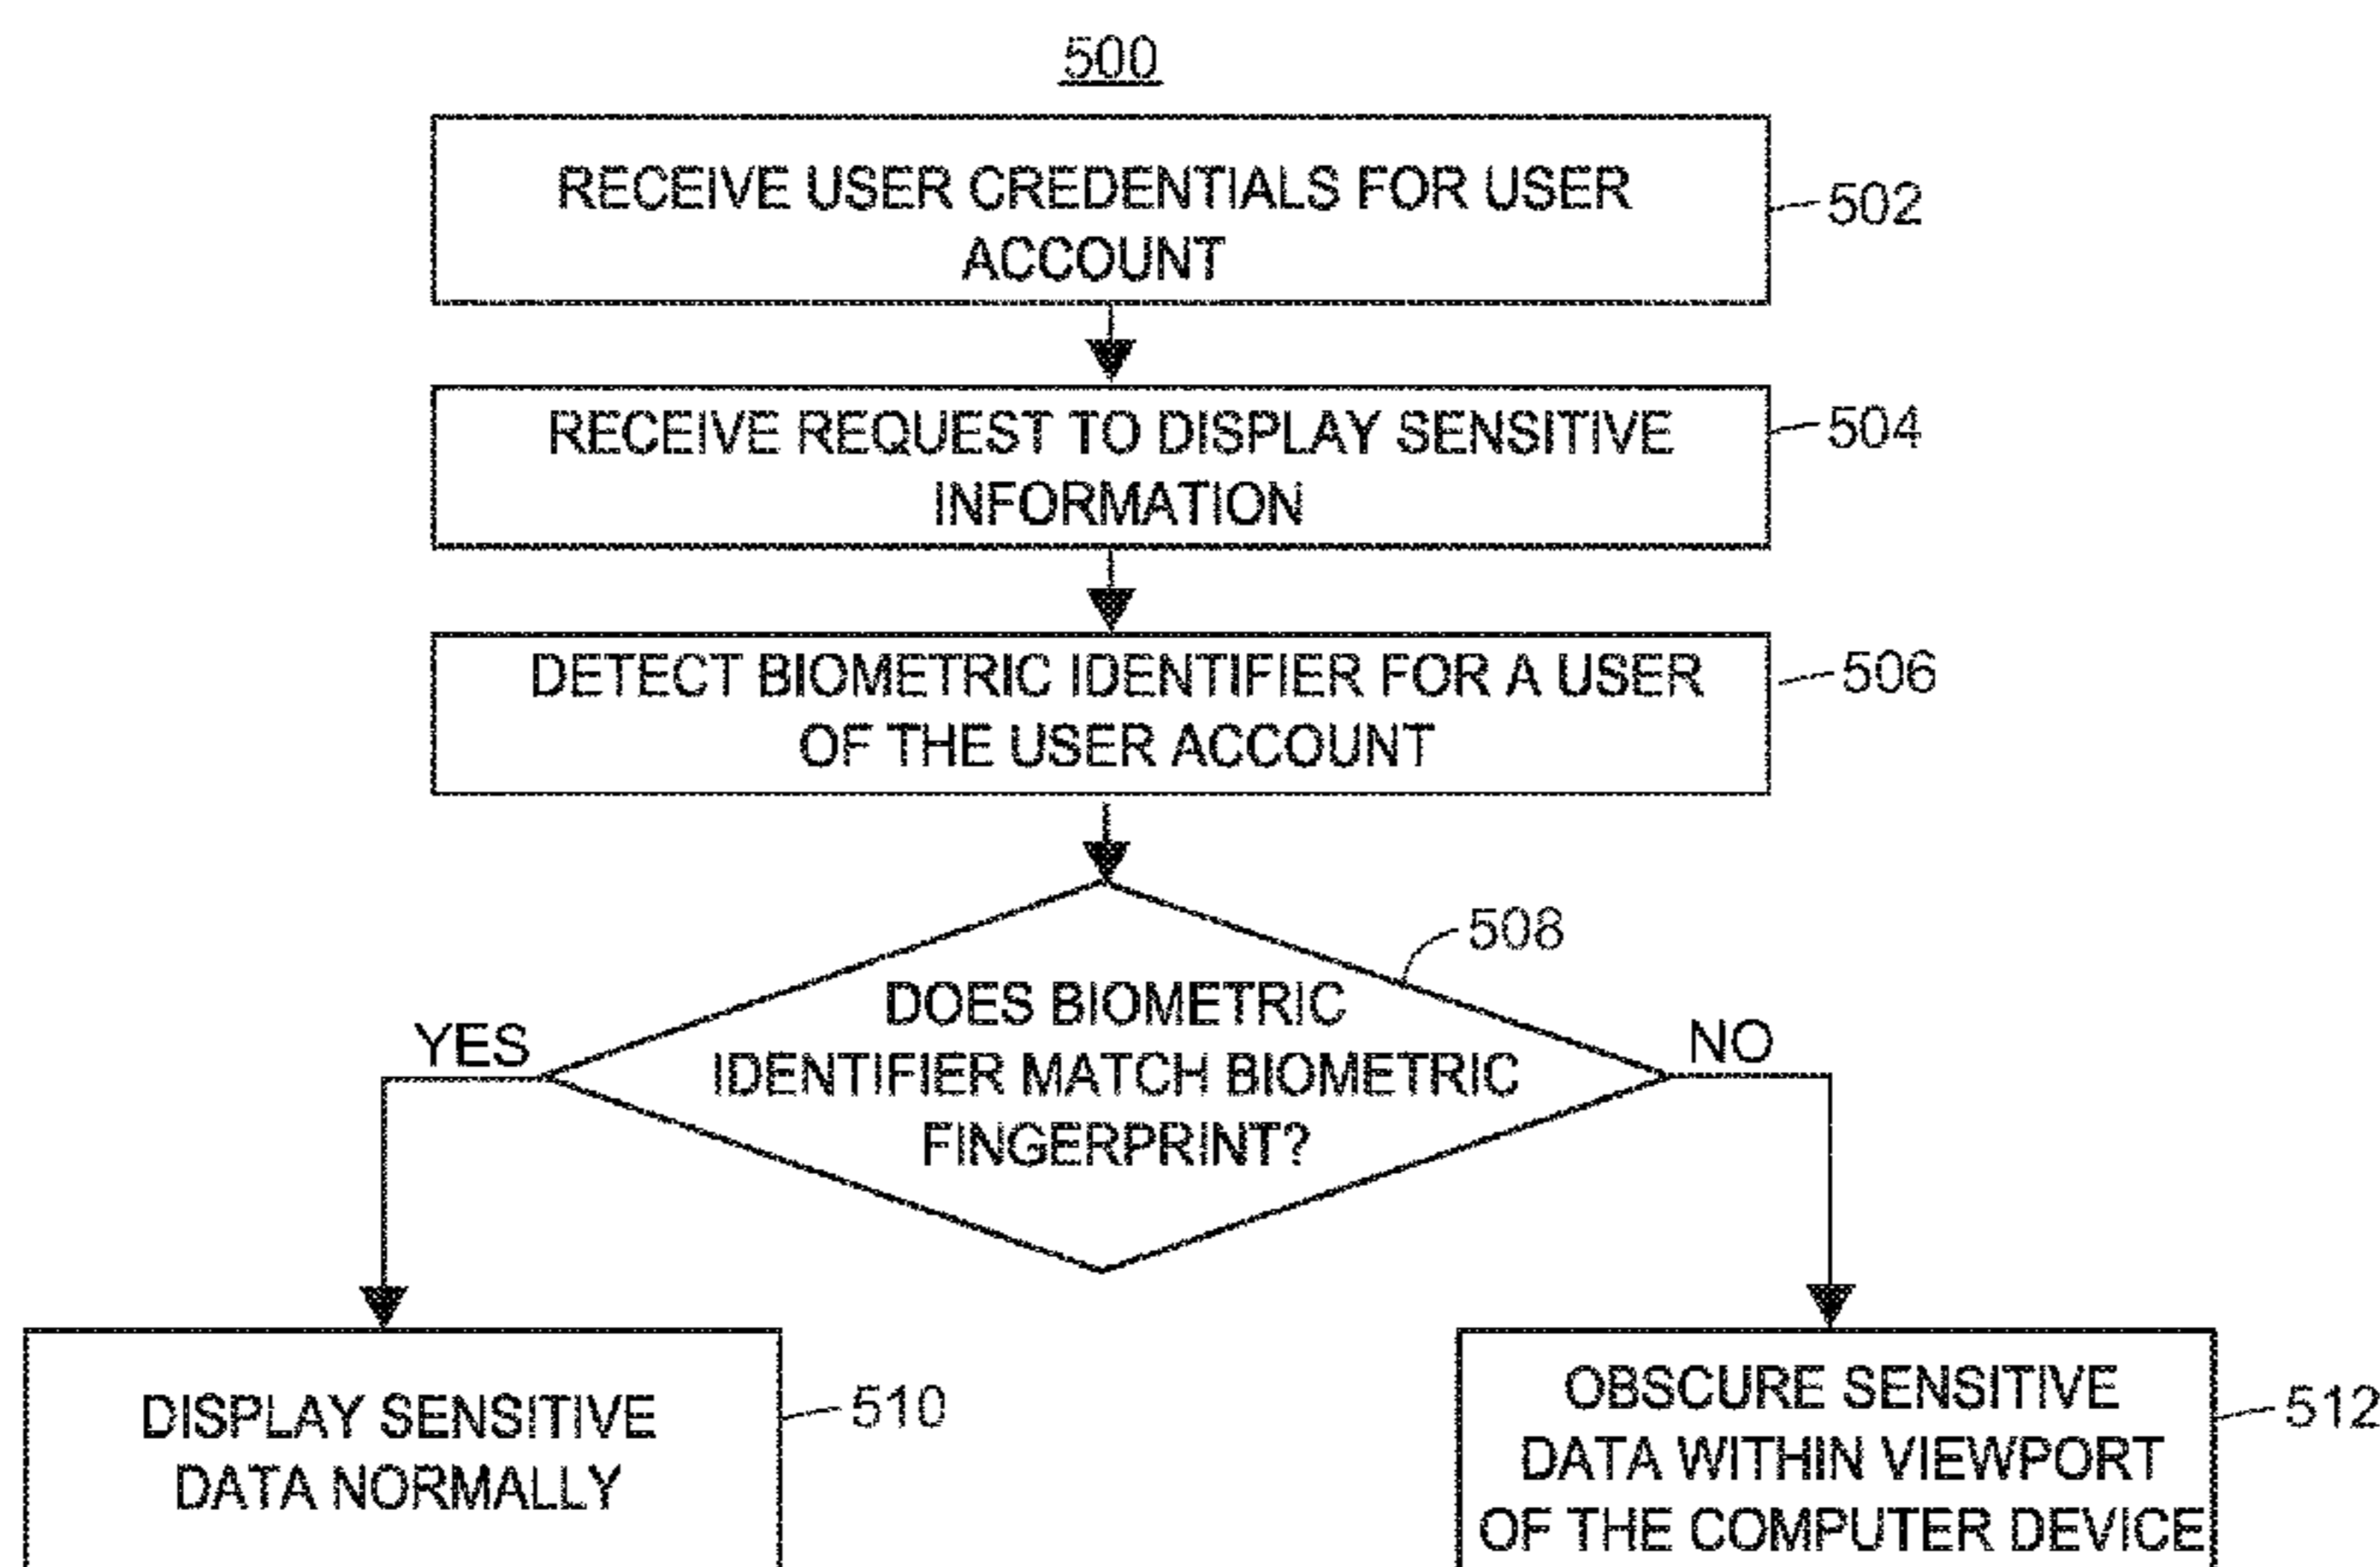 500
RECEIVE USER CREDENTIALS FOR USER
ACCOUNT
502
RECEIVE REQUEST TO DISPLAY SENSITIVE
INFORMATION
504
DETECT BIOMETRIC IDENTIFIER FOR A USER
OF THE USER ACCOUNT
506
508
DOES BIOMETRIC
IDENTIFIER MATCH BIOMETRIC
FINGERPRINT?
YES
NO
DISPLAY SENSITIVE
DATA NORMALLY
510
OBSCURE SENSITIVE
DATA WITHIN VIEWPORT
OF THE COMPUTER DEVICE
512